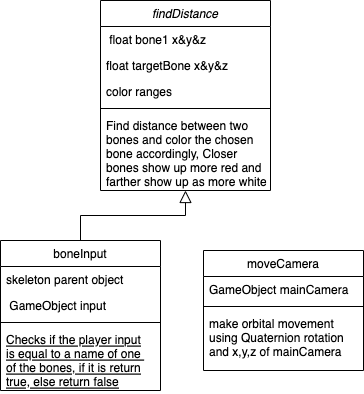 findDistance
float bone1 x&y&z
float targetBone x&y&z
color ranges
Find distance between two
bones and color the chosen
bone accordingly, Closer
bones show up more red and
farther show up as more white
boneInput
skeleton parent object
GameObject input
Checks if the player input
is equal to a name of one
of the bones, if it is return
true, else return false
moveCamera
GameObject mainCamera
make orbital movement
using Quaternion rotation
and x,y,z of mainCamera